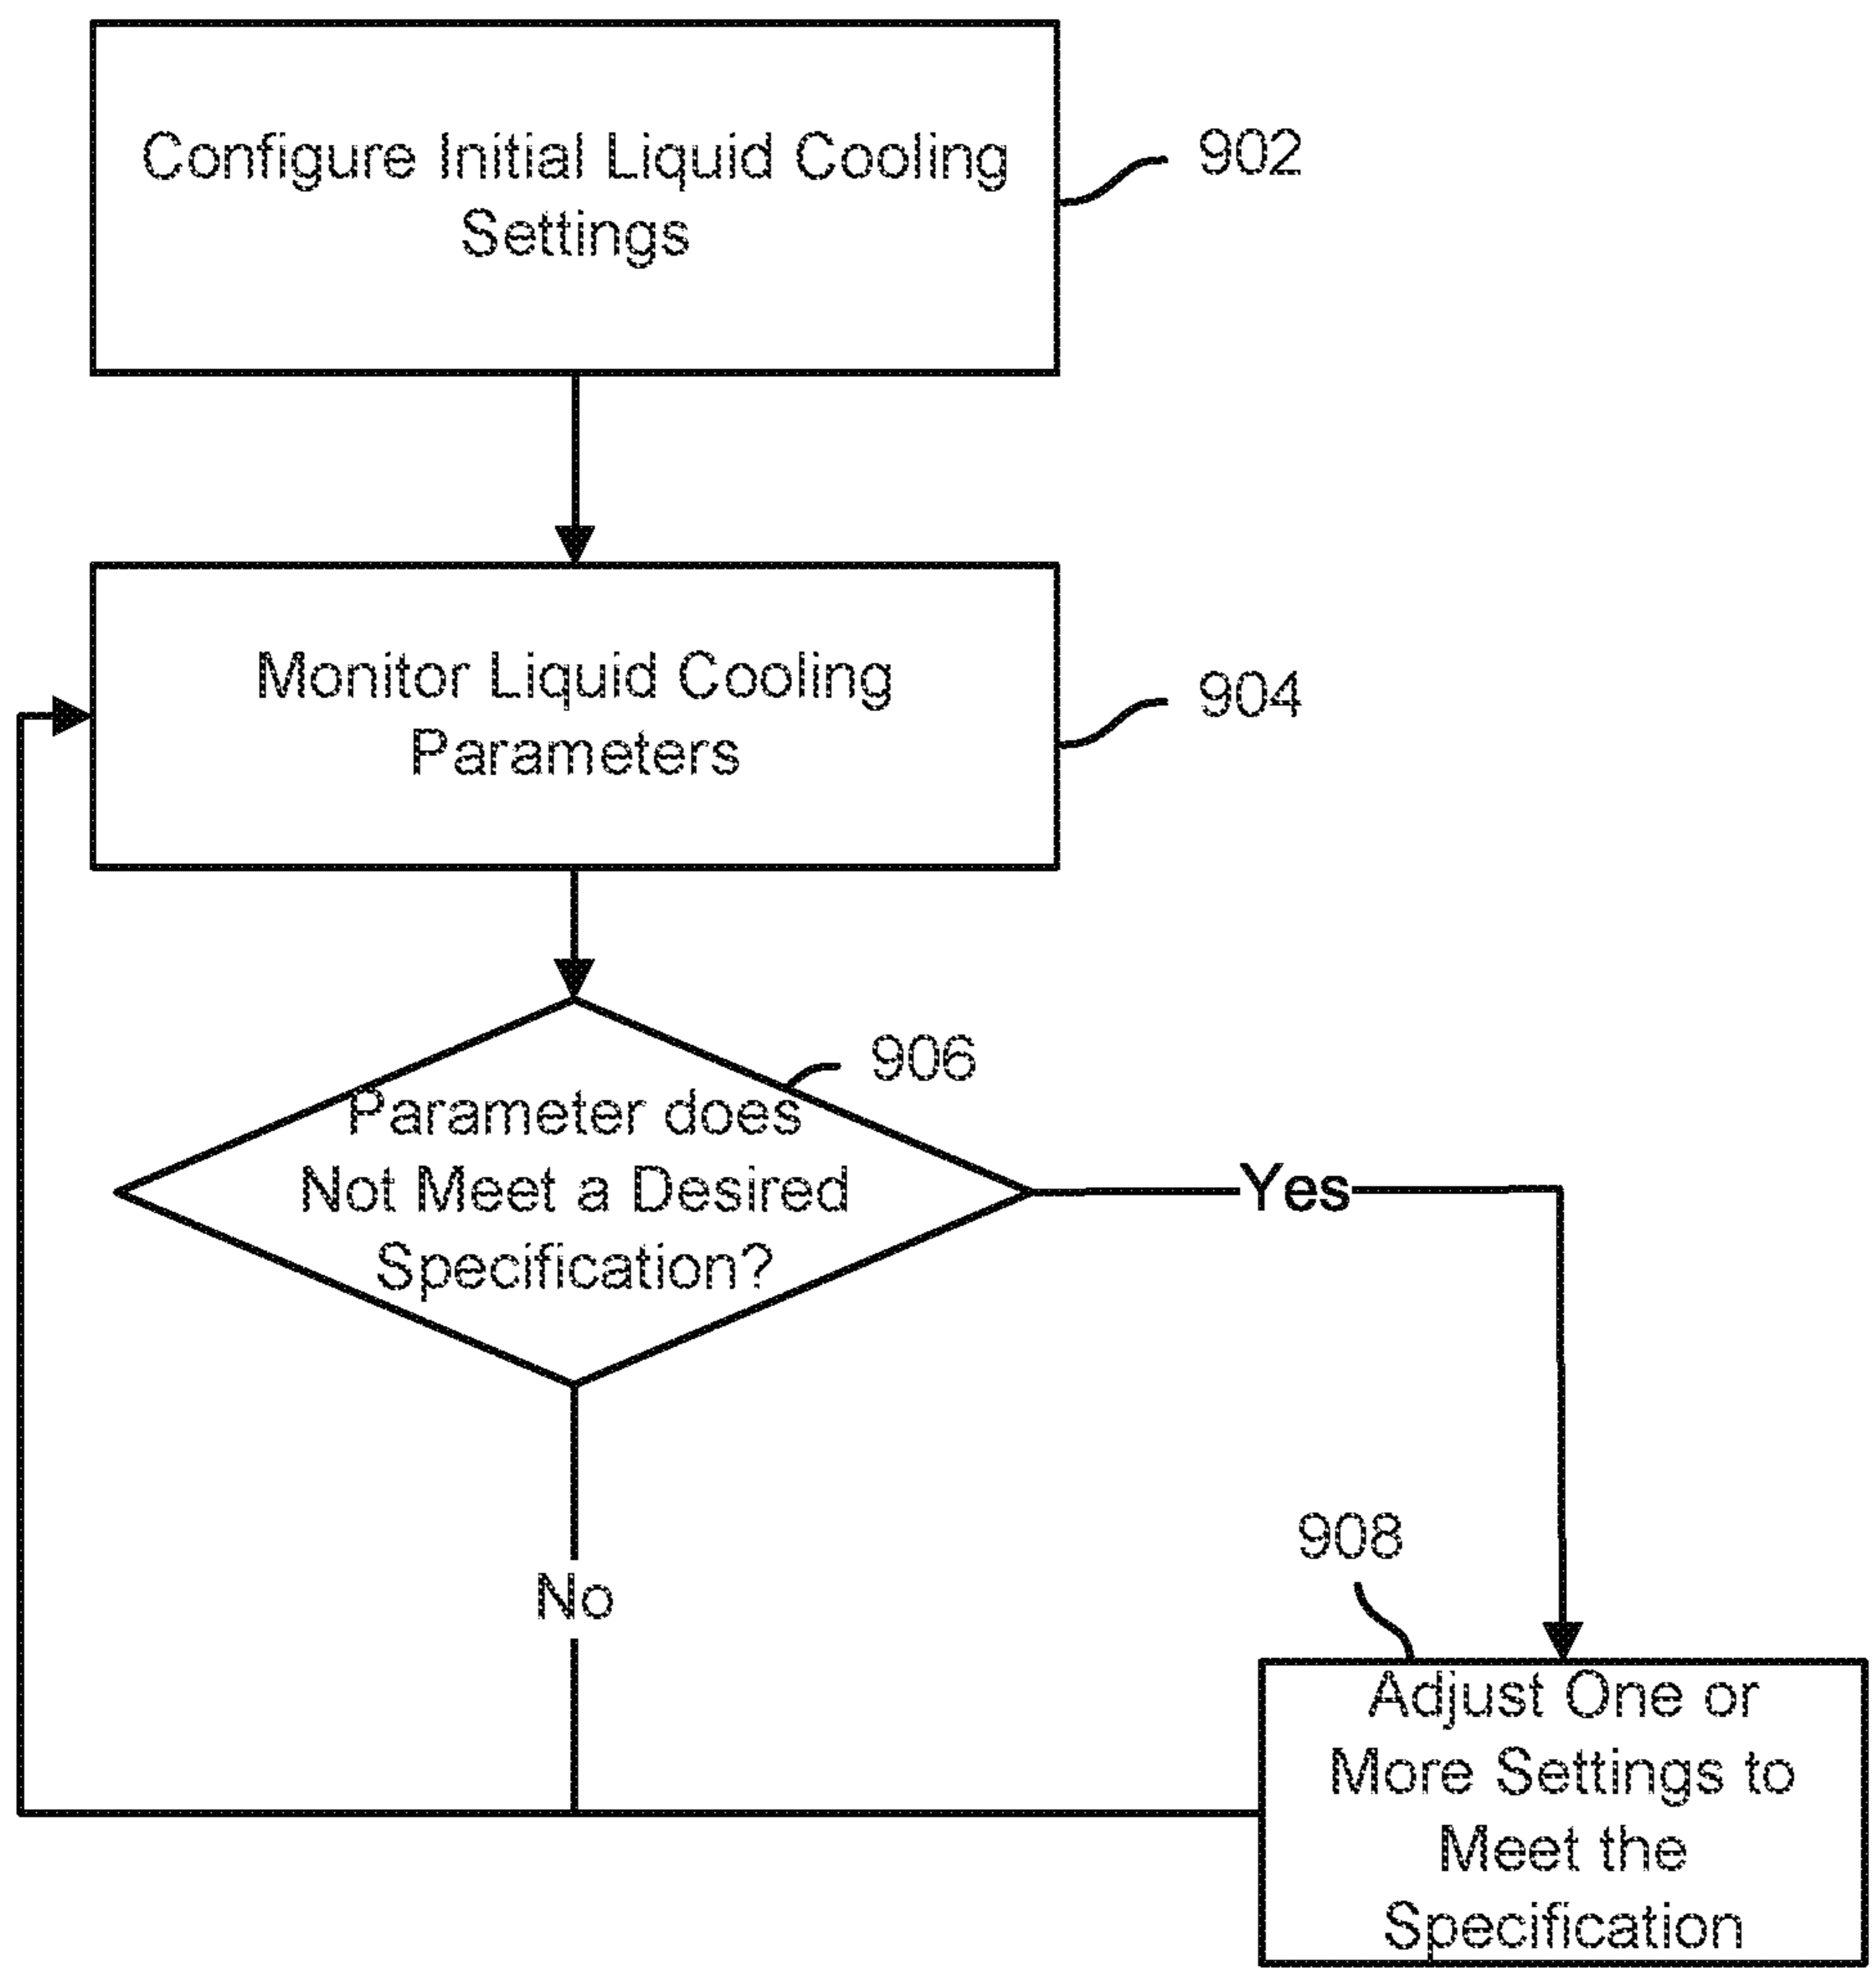 Configure Initial Liquid Cooling
Settings
902
Monitor Liquid Cooling
Parameters
904
906
Parameter does
Not Meet a Desired
Specification?
Yes
No
908
Adjust One or
More Settings to
Meet the
Specification